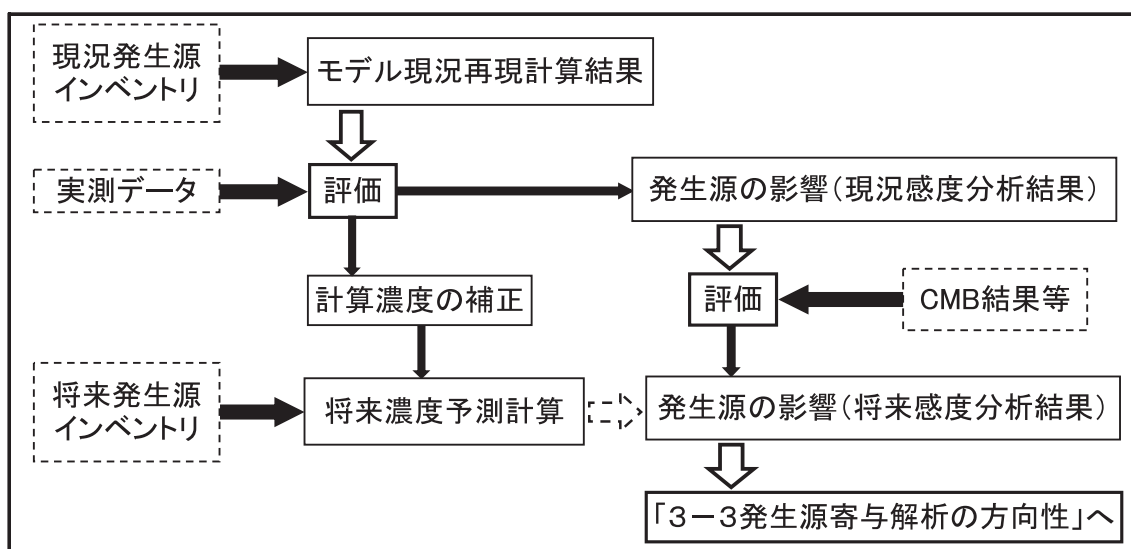 現況発生源
インベントリ
モデル現況再現計算結果
実測データ
評価
発生源の影響(現況感度分析結果)
計算濃度の補正
評価
CMB結果等
将来発生源
インベントリ
将来濃度予測計算
発生源の影響(将来感度分析結果)
「3-3発生源寄与解析の方向性」へ